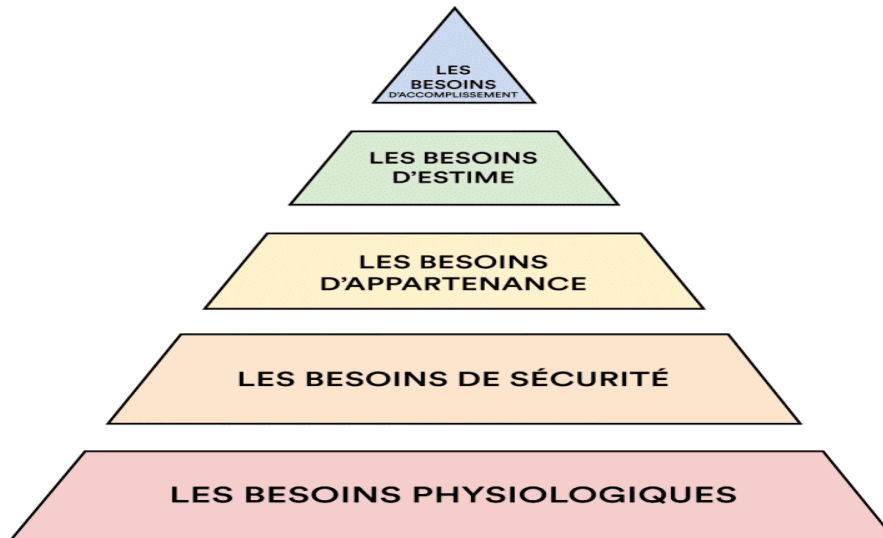 LES
BESOINS
D'ACCOMPLISSEMENT
LES BESOINS
D'ESTIME
LES BESOINS
D'APPARTENANCE
LES BESOINS DE SÉCURITÉ
LES BESOINS PHYSIOLOGIQUES